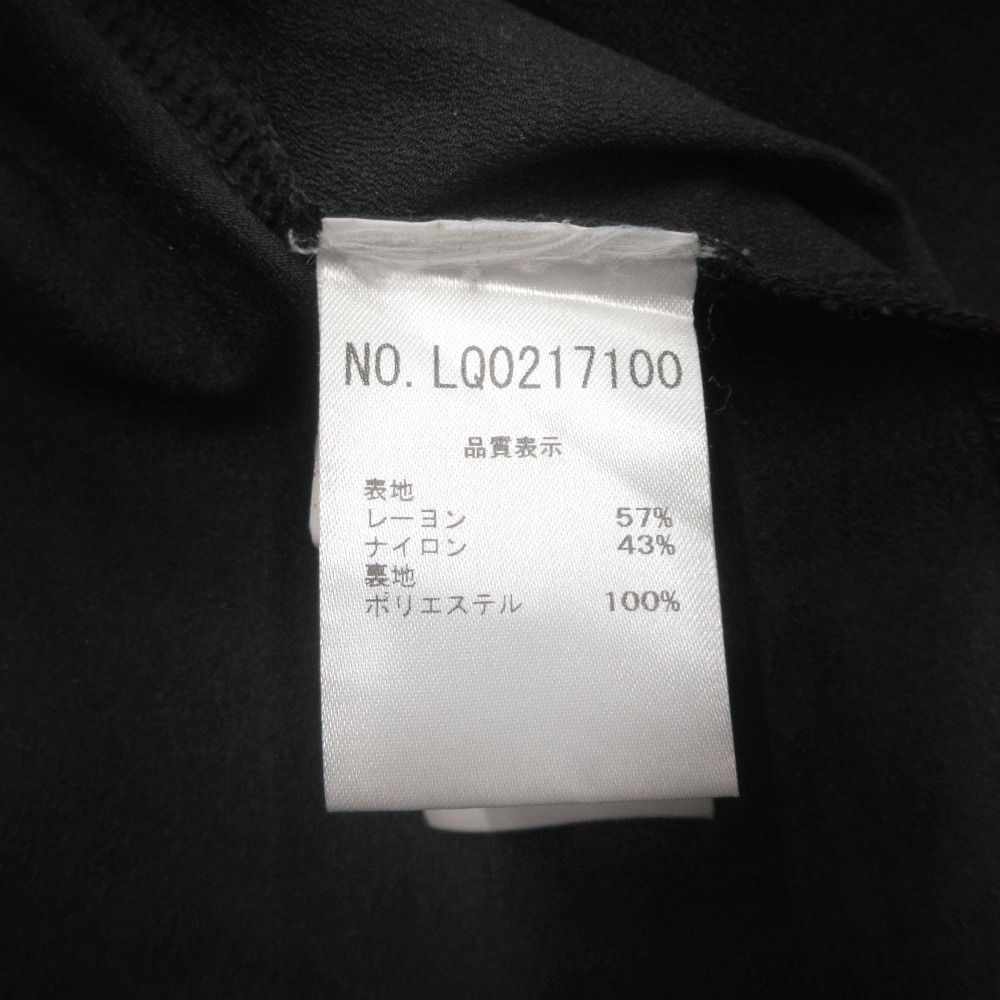 NO. LQ0217100
品質表示
表地
レーヨン 57%
ナイロン 43%
裏地
ポリエステル 100%